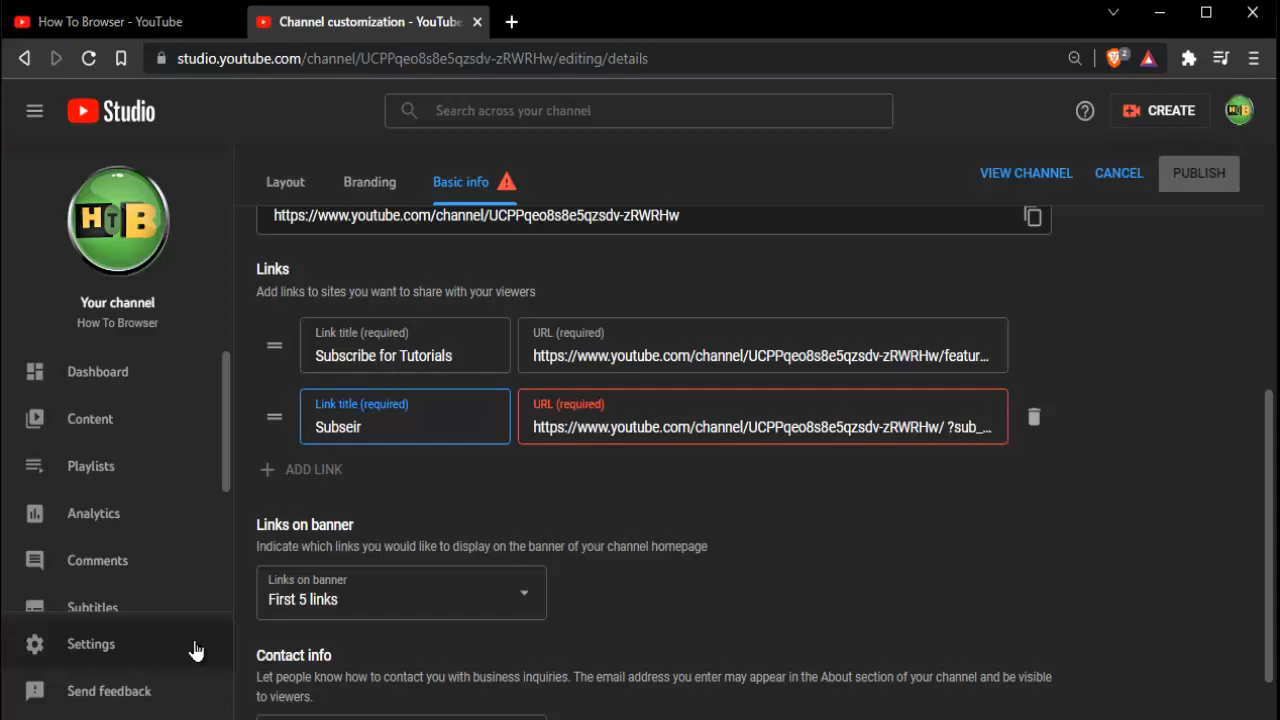 How To Browser - YouTube
Channel customization - YouTube
studio.youtube.com/channel/UCPPqeo8s8e5qzsdv-zRWRHw/editing/details
2
Studio
Search across your channel
CREATE
HTB
HTB
Your channel
How To Browser
Dashboard
Content
Playlists
Analytics
Comments
Subtitles
Settings
Send feedback
Layout
Branding
Basic info
VIEW CHANNEL
CANCEL
PUBLISH
https://www.youtube.com/channel/UCPPqeo8s8e5qzsdv-zRWRHw
Links
Add links to sites you want to share with your viewers
Link title (required)
Subscribe for Tutorials
URL (required)
https://www.youtube.com/channel/UCPPqeo8s8e5qzsdv-zRWRHw/featur...
Link title (required)
Subseir
URL (required)
https://www.youtube.com/channel/UCPPqeo8s8e5qzsdv-zRWRHw/ ?sub_...
ADD LINK
Links on banner
Indicate which links you would like to display on the banner of your channel homepage
Links on banner
First 5 links
Contact info
Let people know how to contact you with business inquiries. The email address you enter may appear in the About section of your channel and be visible
to viewers.